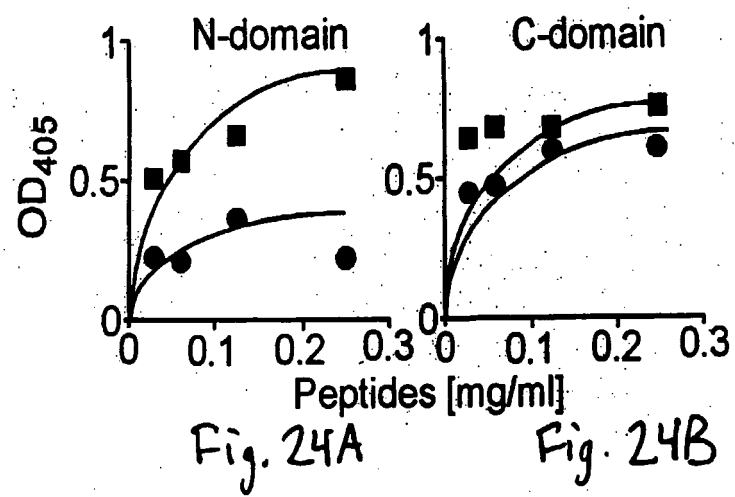 N-domain
C-domain
OD405
1
0.5
0
0
0.1
0.2
0.3
1
0.5
0
0
0.1
0.2
0.3
Peptides [mg/ml]
Fig. 24A
Fig. 24B